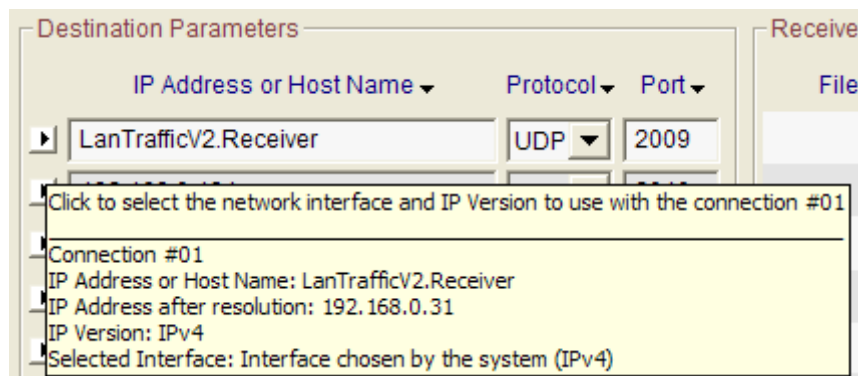 Destination Parameters
Receive
IP Address or Host Name
Protocol
Port
File
LanTrafficV2.Receiver
UDP
2009
Click to select the network interface and IP Version to use with the connection #01
Connection #01
IP Address or Host Name: LanTrafficV2.Receiver
IP Address after resolution: 192.168.0.31
IP Version: IPv4
Selected Interface: Interface chosen by the system (IPv4)